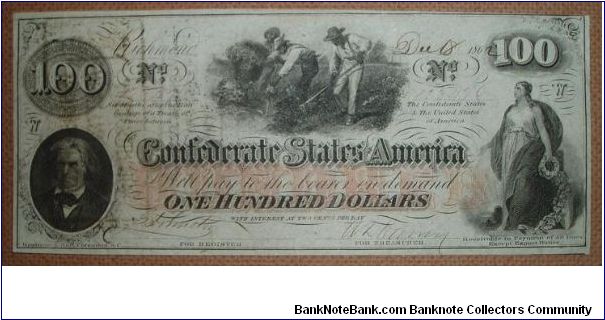 Richmond Dec 8 1862
100 No. No. 100
Six Months after the Ratification of a Treaty of Peace between
The Confederate States & The United States of America
Confederate States of America
Will pay to the bearer on demand
ONE HUNDRED DOLLARS
WITH INTEREST AT TWO CENTS PER DAY
FOR REGISTER FOR TREASURER
Receivable in Payment of all Dues
Except Export Duties
BankNoteBank.com Banknote Collectors Community